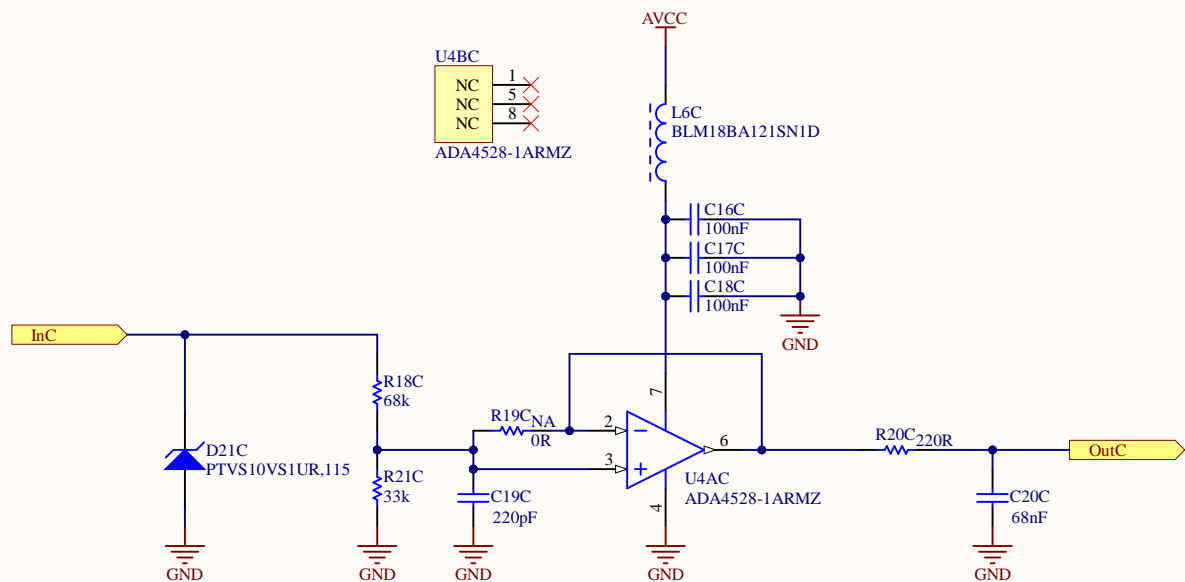 AVCC
U4BC
NC 1
NC 5
NC 8
ADA4528-1ARMZ
L6C
BLM18BA121SN1D
C16C
100nF
C17C
100nF
C18C
100nF
GND
InC
R18C
68k
D21C
PTVS10VS1UR,115
R21C
33k
R19C NA
0R
C19C
220pF
2
3
7
6
4
U4AC
ADA4528-1ARMZ
R20C 220R
C20C
68nF
OutC
GND
GND
GND
GND
GND